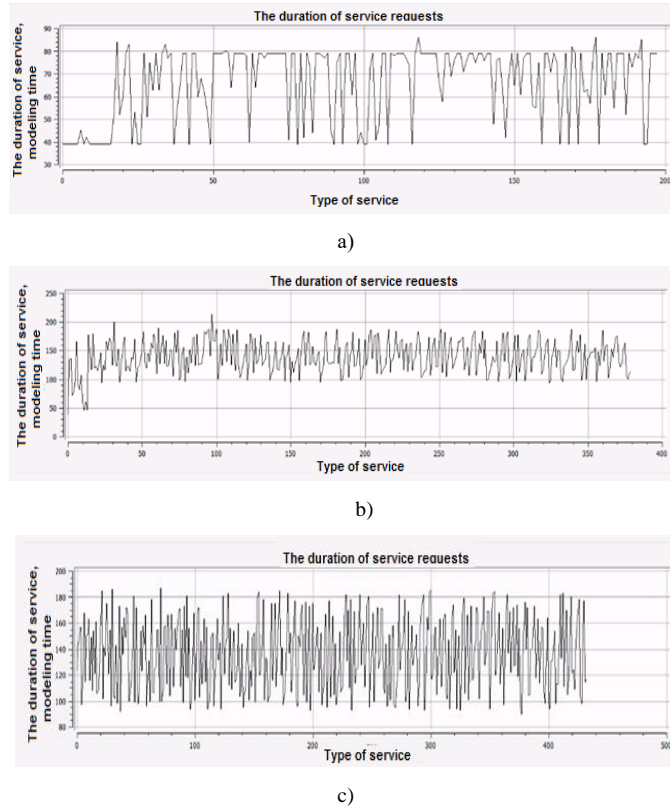 The duration of service requests
The duration of service,
modeling time
90
80
70
60
50
40
30
0
50
100
150
200
Type of service
a)
The duration of service requests
The duration of service,
modeling time
250
200
150
100
50
0
0
50
100
150
200
250
300
350
400
Type of service
b)
The duration of service requests
The duration of service,
modeling time
200
180
160
140
120
100
80
0
100
200
300
400
500
Type of service
c)